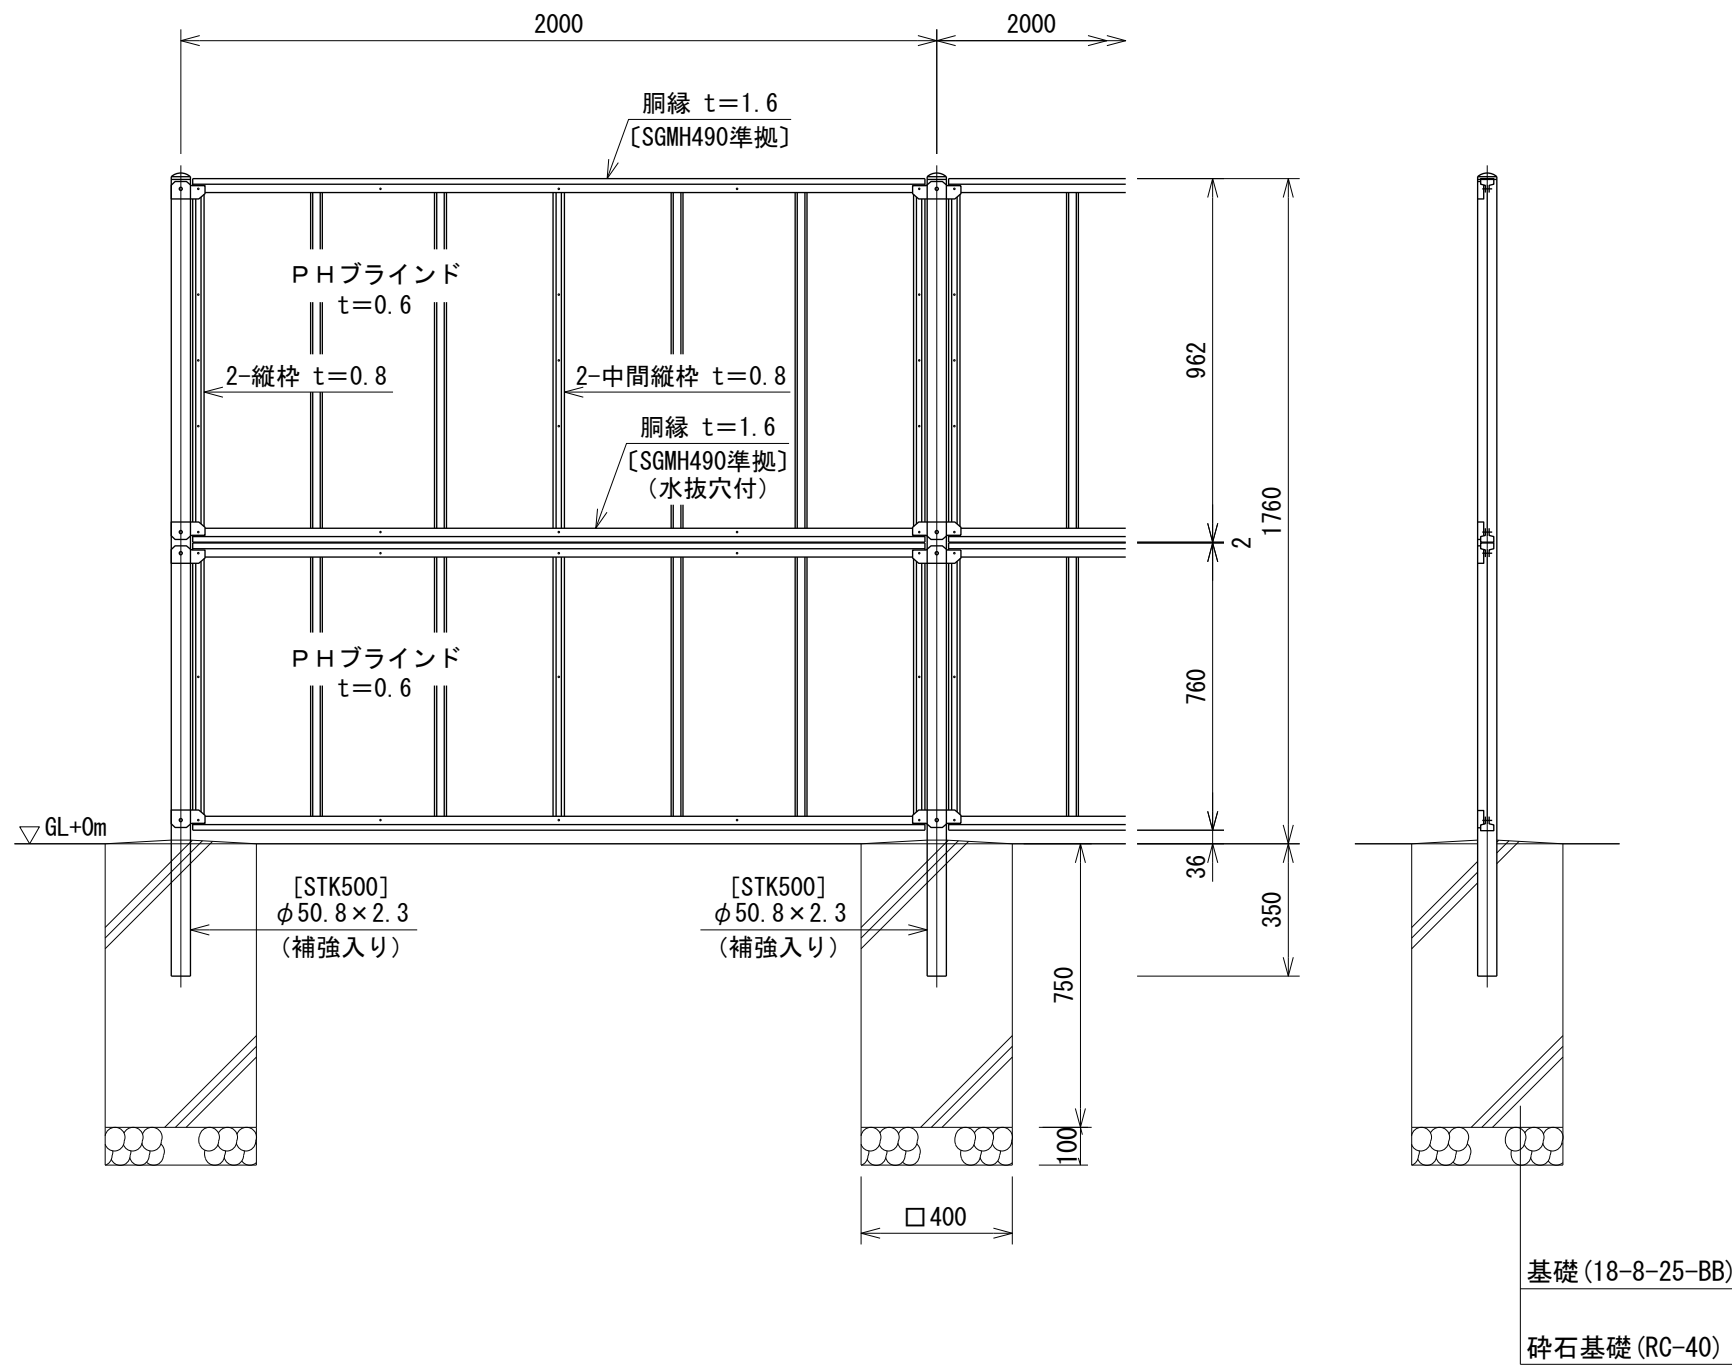 2000
2000
胴縁 t=1.6
〔SGMH490準拠〕
PHブラインド
t=0.6
2-縦枠 t=0.8
2-中間縦枠 t=0.8
胴縁 t=1.6
〔SGMH490準拠〕
(水抜穴付)
962
2
1760
PHブラインド
t=0.6
760
GL+0m
36
[STK500]
φ50.8×2.3
(補強入り)
[STK500]
φ50.8×2.3
(補強入り)
350
750
100
□400
基礎(18-8-25-BB)
砕石基礎(RC-40)